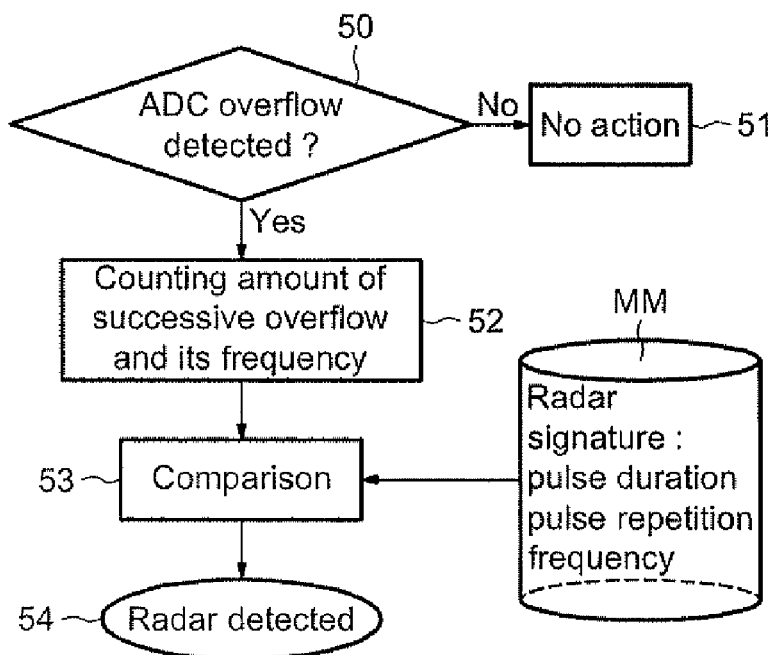 50
ADC overflow
detected ?
No
No action
51
Yes
Counting amount of
successive overflow
and its frequency
52
MM
Radar
signature :
pulse duration
pulse repetition
frequency
53
Comparison
54
Radar detected